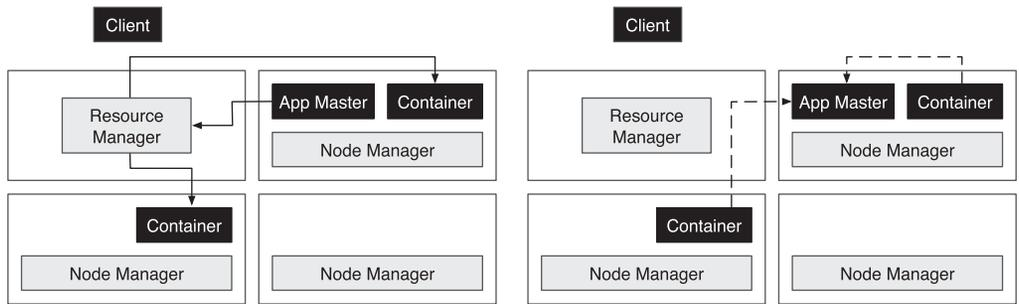 Client
Resource
Manager
App Master
Container
Node Manager
Container
Node Manager
Node Manager
Client
Resource
Manager
App Master
Container
Node Manager
Container
Node Manager
Node Manager